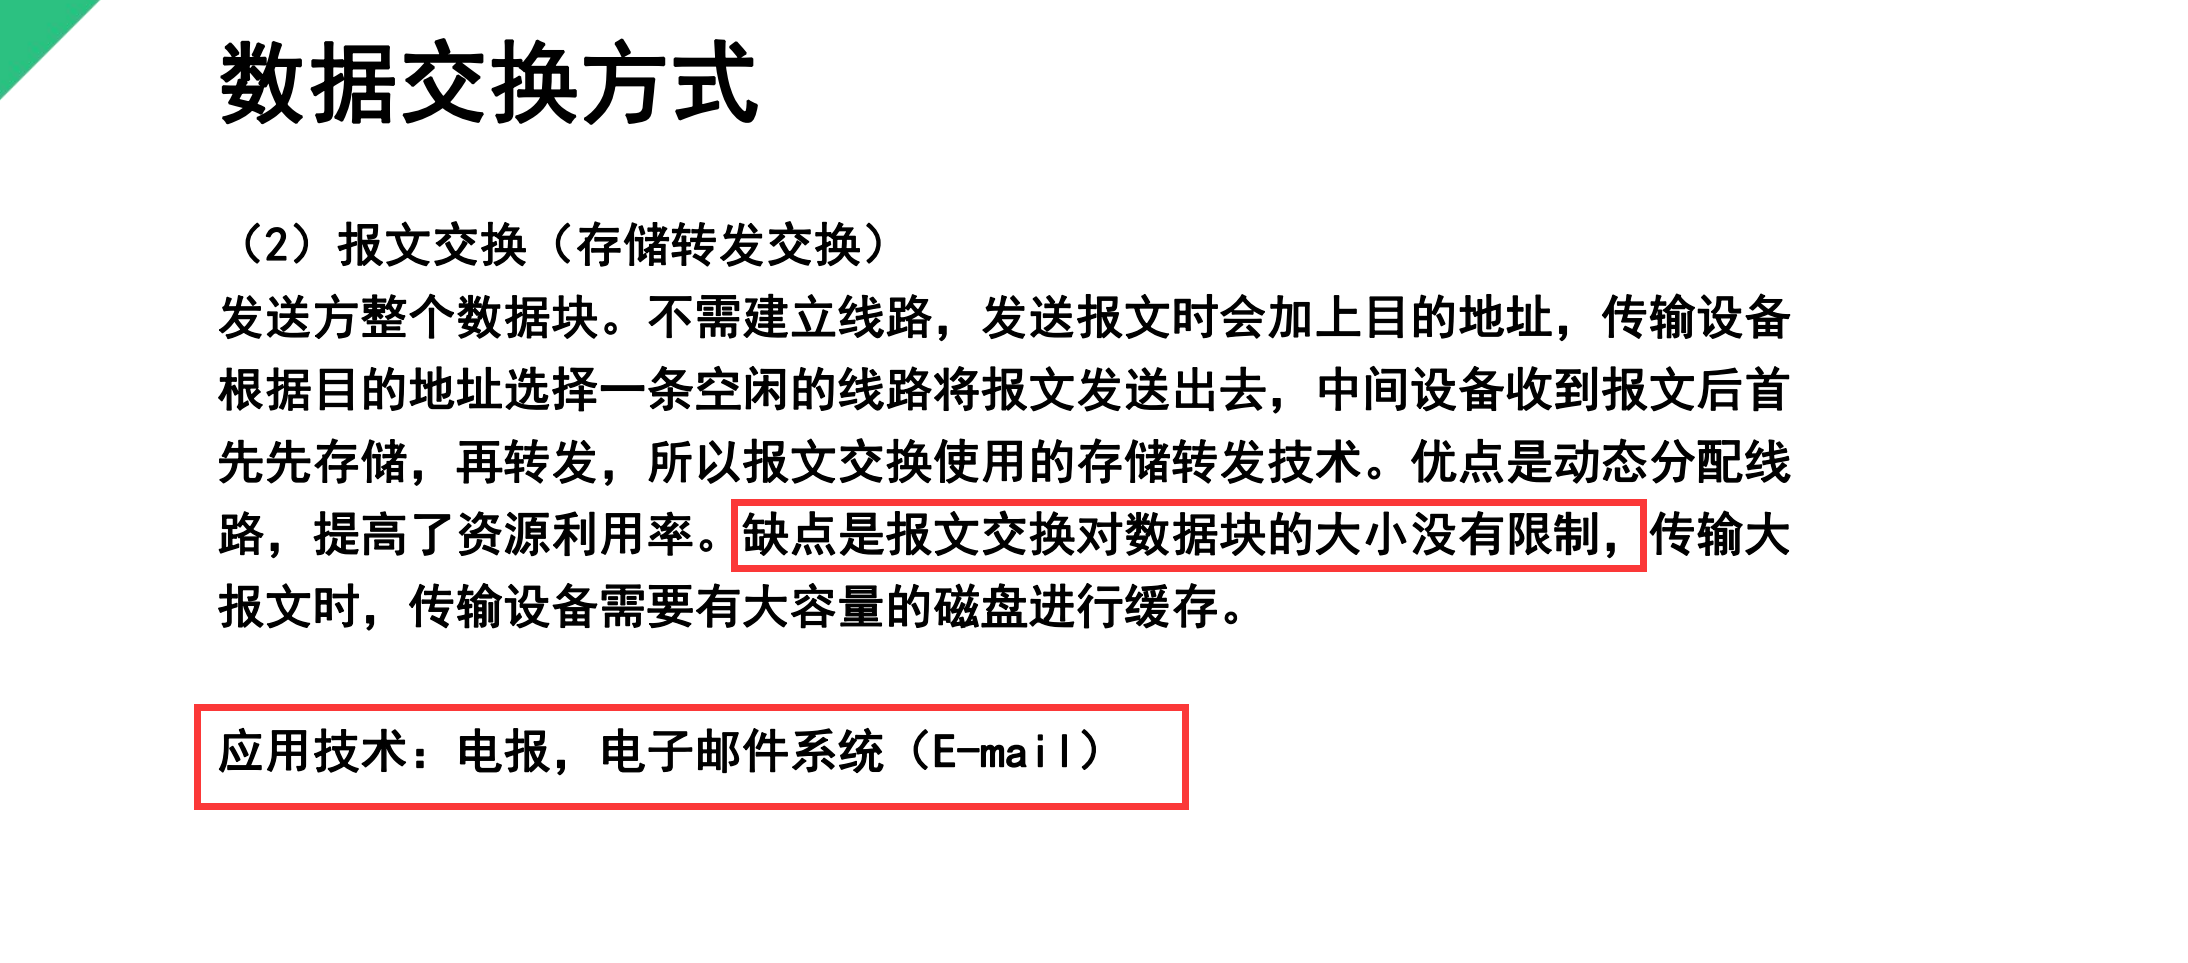 数据交换方式
（2）报文交换（存储转发交换）
发送方整个数据块。不需建立线路，发送报文时会加上目的地址，传输设备
根据目的地址选择一条空闲的线路将报文发送出去，中间设备收到报文后首
先先存储，再转发，所以报文交换使用的存储转发技术。优点是动态分配线
路，提高了资源利用率。缺点是报文交换对数据块的大小没有限制，传输大
报文时，传输设备需要有大容量的磁盘进行缓存。
应用技术：电报，电子邮件系统（E-mail）